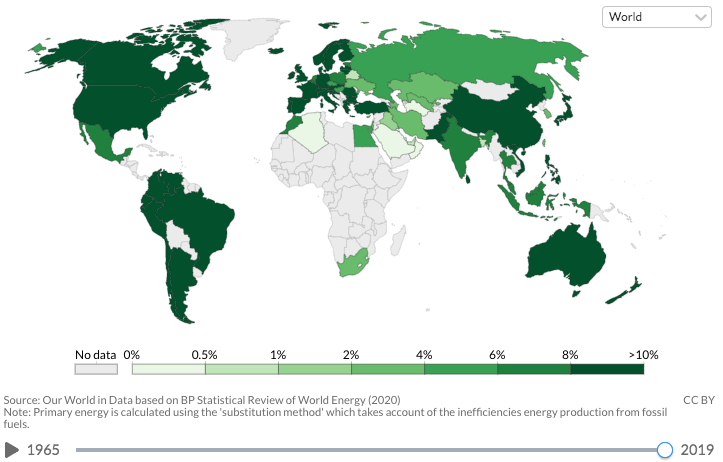 World
No data 0% 0.5% 1% 2% 4% 6% 8% >10%
Source: Our World in Data based on BP Statistical Review of World Energy (2020) CC BY
Note: Primary energy is calculated using the 'substitution method' which takes account of the inefficiencies energy production from fossil
fuels.
1965 2019